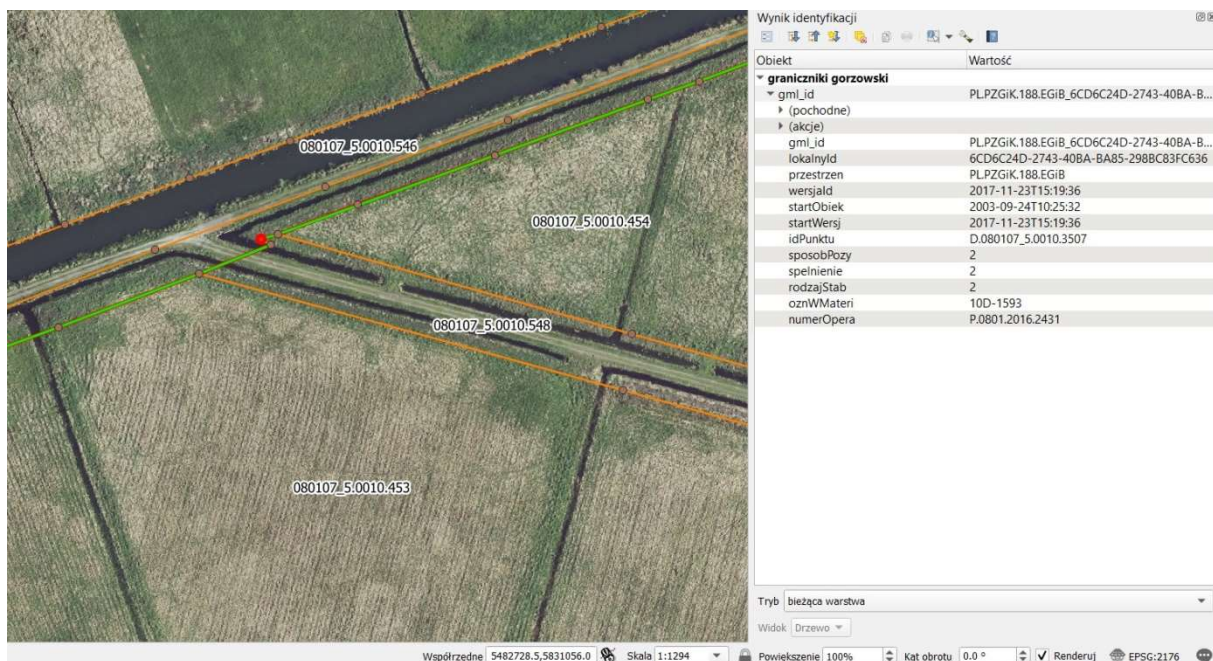 080107_5.0010.546
080107_5.0010.454
080107_5.0010.548
080107_5.0010.453
Wynik identyfikacji
Obiekt Wartość
graniczniki gorzowski
gml_id PL.PZGiK.188.EGiB_6CD6C24D-2743-40BA-B...
(pochodne)
(akcje)
gml_id PL.PZGiK.188.EGiB_6CD6C24D-2743-40BA-B...
lokalnyId 6CD6C24D-2743-40BA-BA85-298BC83FC636
przestrzen PL.PZGiK.188.EGiB
wersjaId 2017-11-23T15:19:36
startObiek 2003-09-24T10:25:32
startWersj 2017-11-23T15:19:36
idPunktu D.080107_5.0010.3507
sposobPozy 2
spelnienie 2
rodzajStab 2
oznWMateri 10D-1593
numerOpera P.0801.2016.2431
Tryb bieżąca warstwa
Widok Drzewo
Współrzędne 5482728.5,5831056.0 Skala 1:1294 Powiększenie 100% Kąt obrotu 0.0 ° Renderuj EPSG:2176